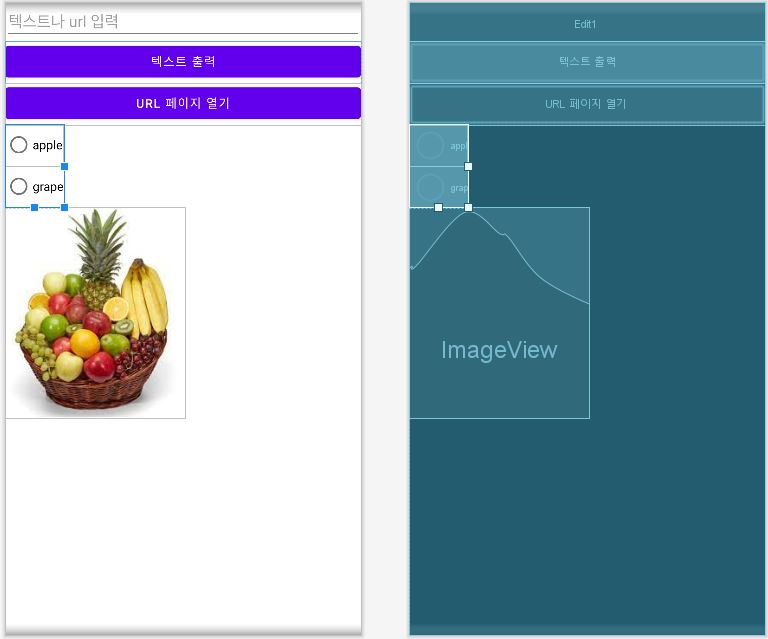 텍스트나 url 입력
텍스트 출력
URL 페이지 열기
apple
grape
Edit1
텍스트 출력
URL 페이지 열기
appl
grap
ImageView